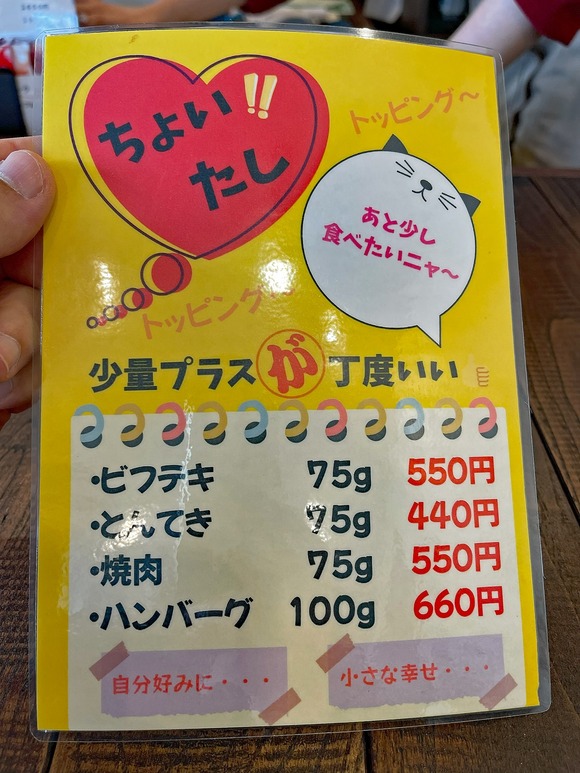 ちょい!!
たし
トッピング～
あと少し
食べたいニャ～
トッピング～
少量プラスが丁度いい
・ビフテキ 75g 550円
・とんてき 75g 440円
・焼肉 75g 550円
・ハンバーグ 100g 660円
自分好みに・・・
小さな幸せ・・・